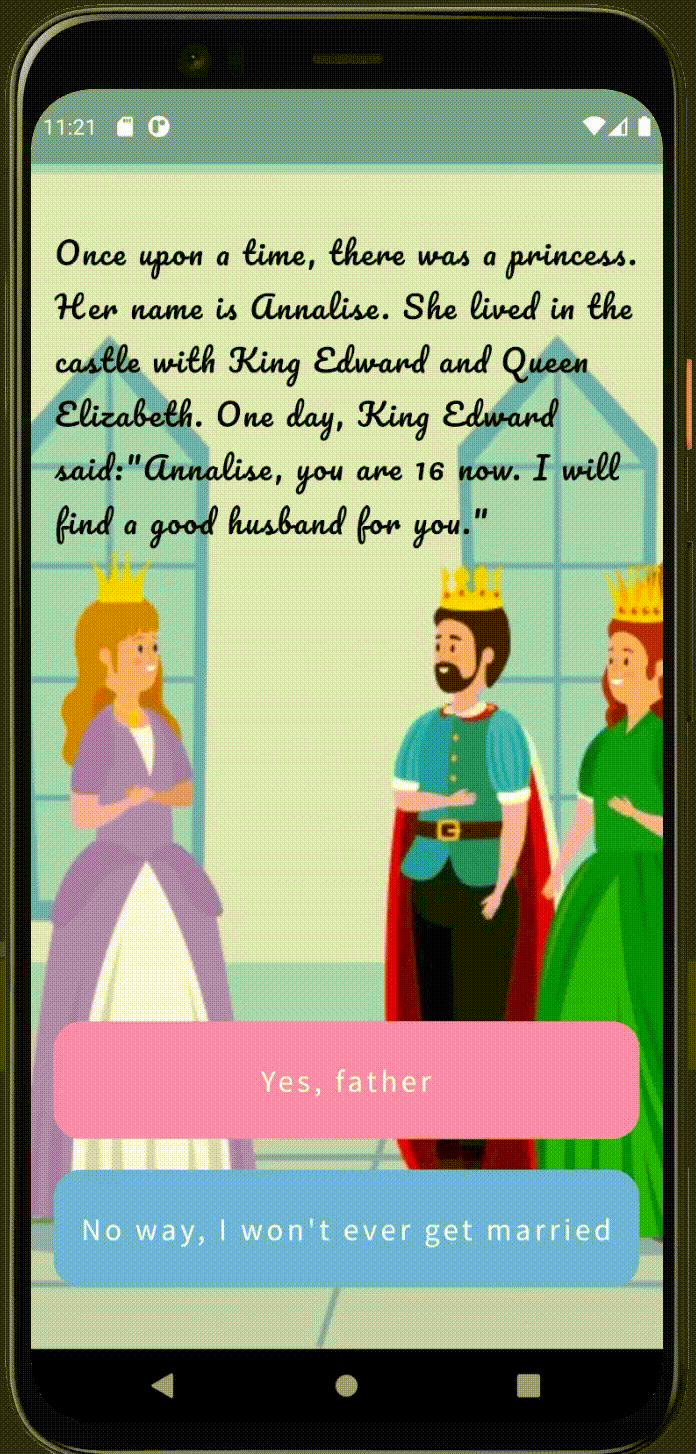 11:21
Once upon a time, there was a princess.
Her name is Annalise. She lived in the
castle with King Edward and Queen
Elizabeth. One day, King Edward
said:"Annalise, you are 16 now. I will
find a good husband for you."
Yes, father
No way, I won't ever get married